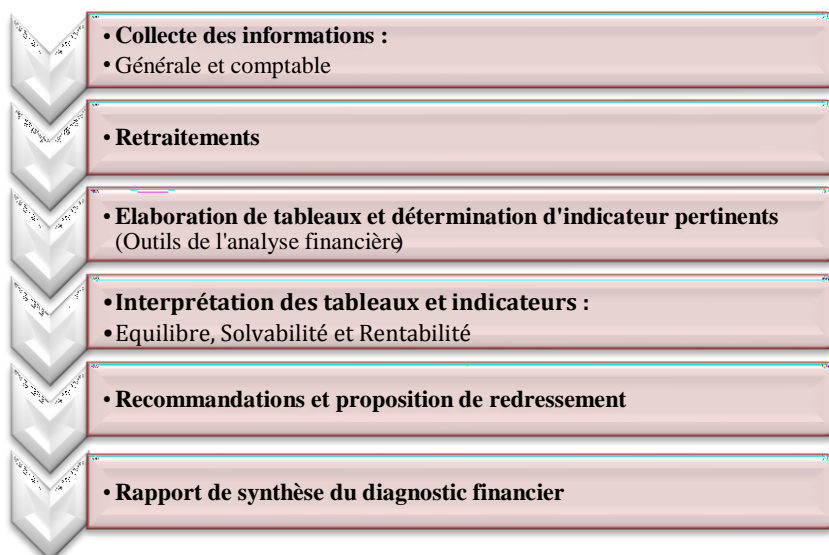 • Collecte des informations :
• Générale et comptable
• Retraitements
• Elaboration de tableaux et détermination d'indicateur pertinents
(Outils de l'analyse financière)
• Interprétation des tableaux et indicateurs :
• Equilibre, Solvabilité et Rentabilité
• Recommandations et proposition de redressement
• Rapport de synthèse du diagnostic financier